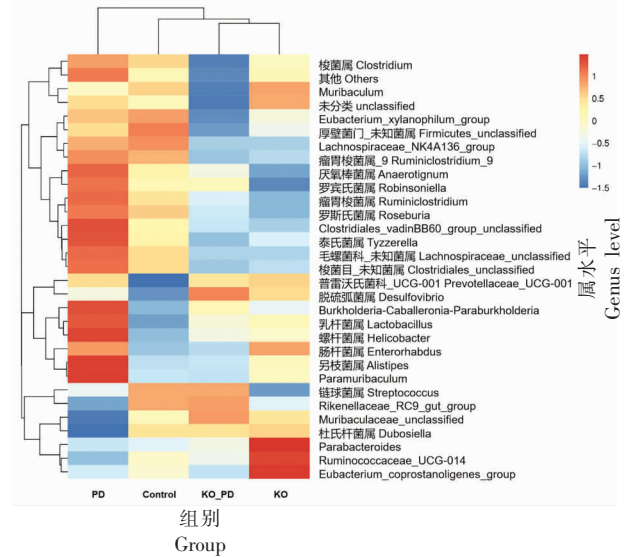 梭菌属 Clostridium
其他 Others
Muribaculum
未分类 unclassified
Eubacterium_xylanophilum_group
厚壁菌门_未知菌属 Firmicutes_unclassified
Lachnospiraceae_NK4A136_group
瘤胃梭菌属_9 Ruminiclostridium_9
厌氧棒菌属 Anaerotignum
罗宾氏菌属 Robinsoniella
瘤胃梭菌属 Ruminiclostridium
罗斯氏菌属 Roseburia
Clostridiales_vadinBB60_group_unclassified
泰氏菌属 Tyzzerella
毛螺菌科_未知菌属 Lachnospiraceae_unclassified
梭菌目_未知菌属 Clostridiales_unclassified
普雷沃氏菌科_UCG-001 Prevotellaceae_UCG-001
脱硫弧菌属 Desulfovibrio
Burkholderia-Caballeronia-Paraburkholderia
乳杆菌属 Lactobacillus
螺杆菌属 Helicobacter
肠杆菌属 Enterorhabdus
另枝菌属 Alistipes
Paramuribaculum
链球菌属 Streptococcus
Rikenellaceae_RC9_gut_group
Muribaculaceae_unclassified
杜氏杆菌属 Dubosiella
Parabacteroides
Ruminococcaceae_UCG-014
Eubacterium_coprostanoligenes_group
1
0.5
0
−0.5
−1
−1.5
属水平
Genus level
PD Control KO_PD KO
组别
Group